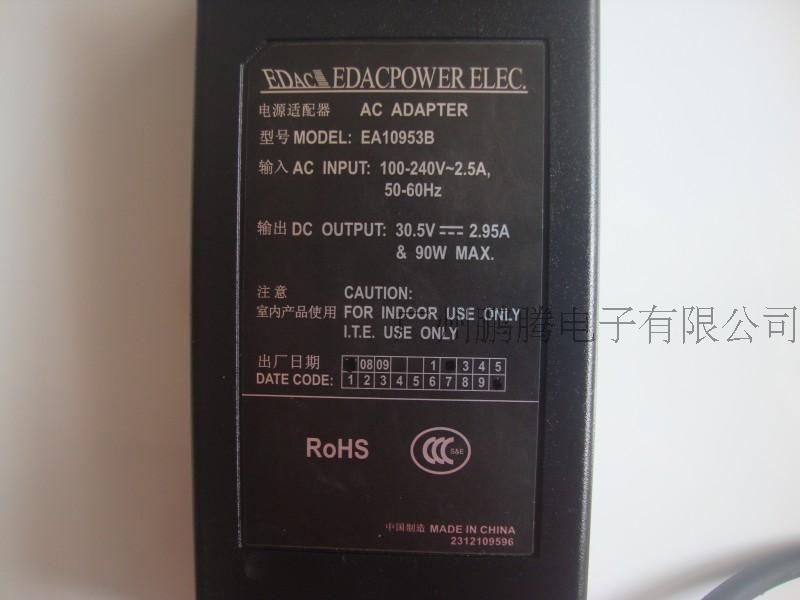 EDAC EDACPOWER ELEC.
电源适配器 AC ADAPTER
型号 MODEL: EA10953B
输入 AC INPUT: 100-240V~2.5A,
50-60Hz
输出 DC OUTPUT: 30.5V⎓2.95A
& 90W MAX.
注意 CAUTION:
室内产品使用 FOR INDOOR USE ONLY
I.T.E. USE ONLY
州鹏腾电子有限公司
出厂日期 08 09 1 3 4 5
DATE CODE: 1 2 3 4 5 6 7 8 9
RoHS CCC S&E
中国制造 MADE IN CHINA
2312109596